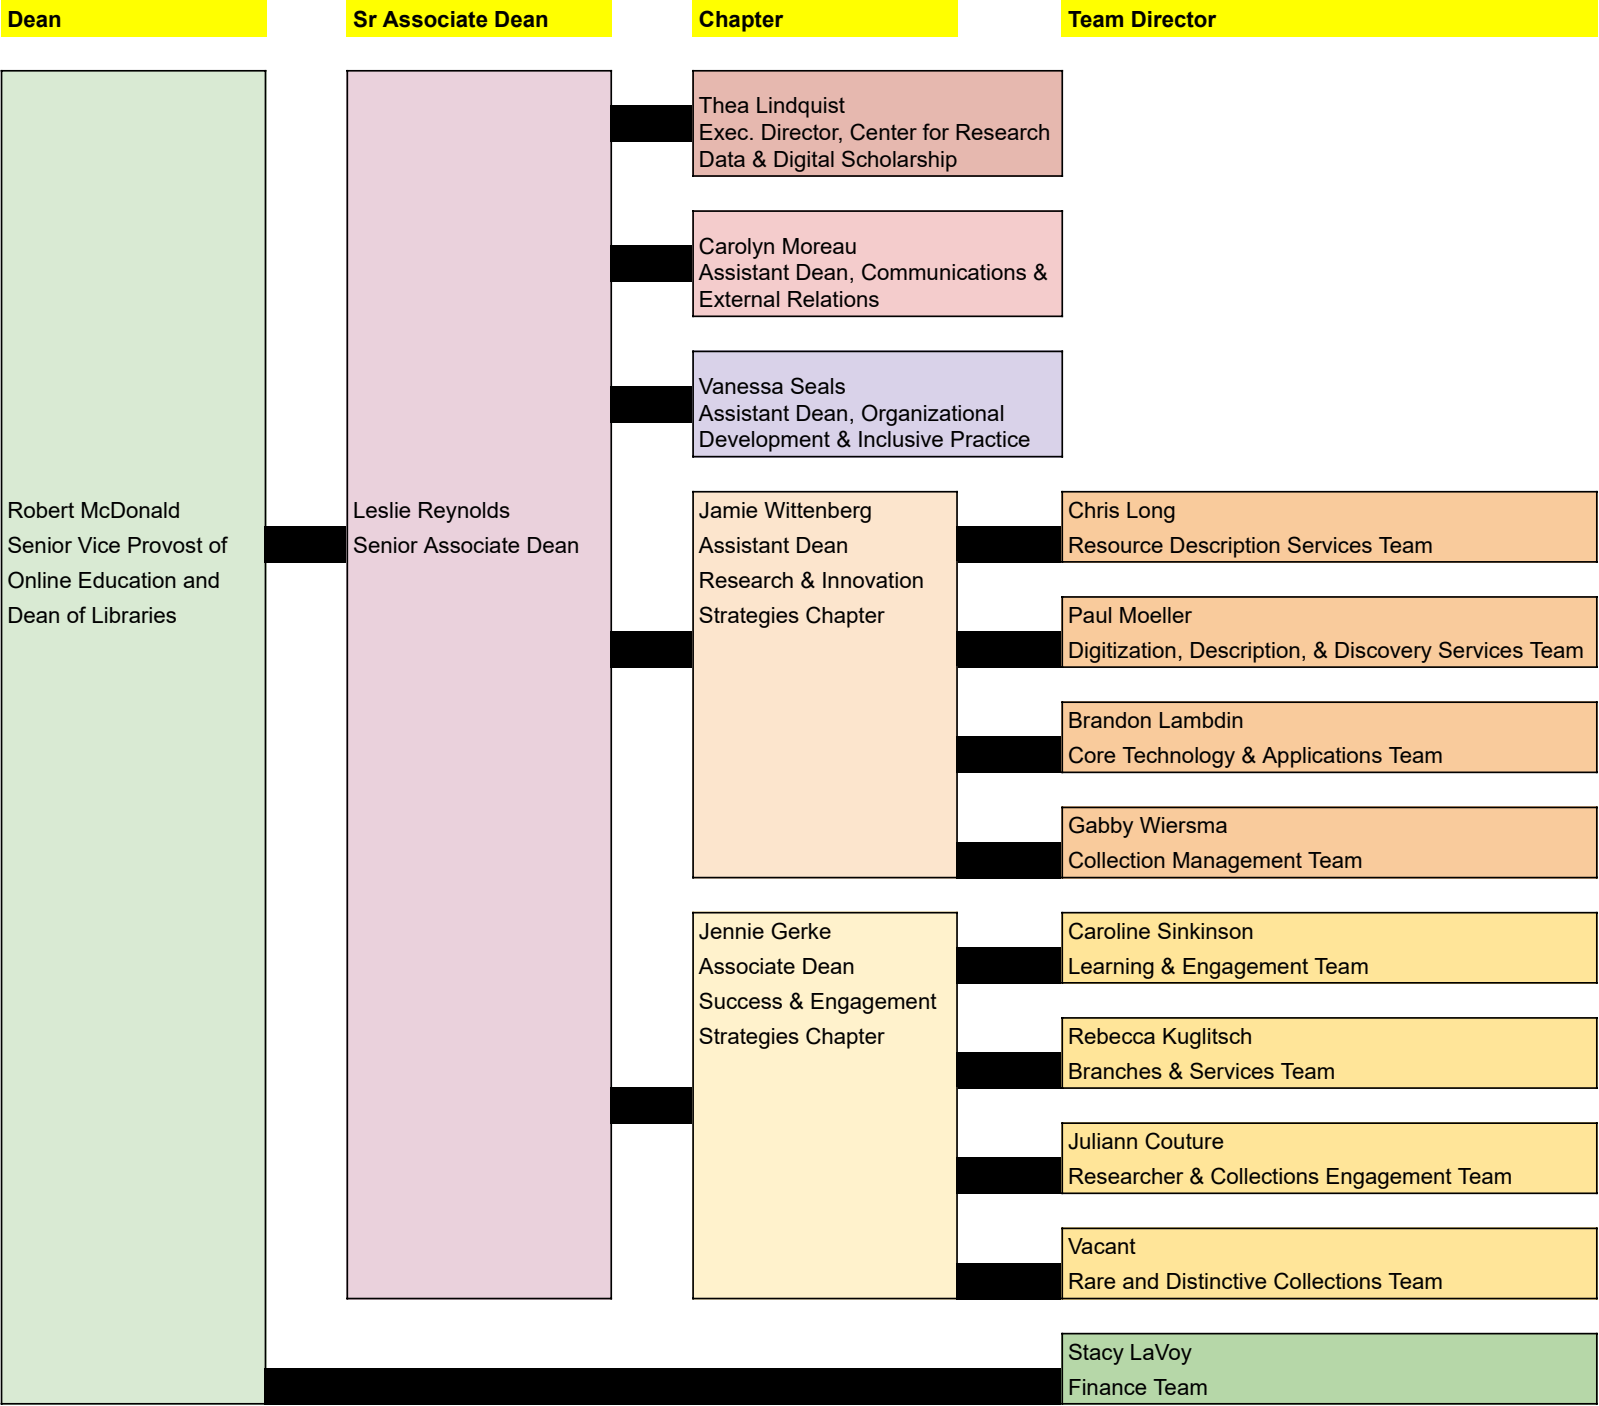 Dean
Sr Associate Dean
Chapter
Team Director
Robert McDonald
Senior Vice Provost of
Online Education and
Dean of Libraries
Leslie Reynolds
Senior Associate Dean
Thea Lindquist
Exec. Director, Center for Research
Data & Digital Scholarship
Carolyn Moreau
Assistant Dean, Communications &
External Relations
Vanessa Seals
Assistant Dean, Organizational
Development & Inclusive Practice
Jamie Wittenberg
Assistant Dean
Research & Innovation
Strategies Chapter
Chris Long
Resource Description Services Team
Paul Moeller
Digitization, Description, & Discovery Services Team
Brandon Lambdin
Core Technology & Applications Team
Gabby Wiersma
Collection Management Team
Jennie Gerke
Associate Dean
Success & Engagement
Strategies Chapter
Caroline Sinkinson
Learning & Engagement Team
Rebecca Kuglitsch
Branches & Services Team
Juliann Couture
Researcher & Collections Engagement Team
Vacant
Rare and Distinctive Collections Team
Stacy LaVoy
Finance Team